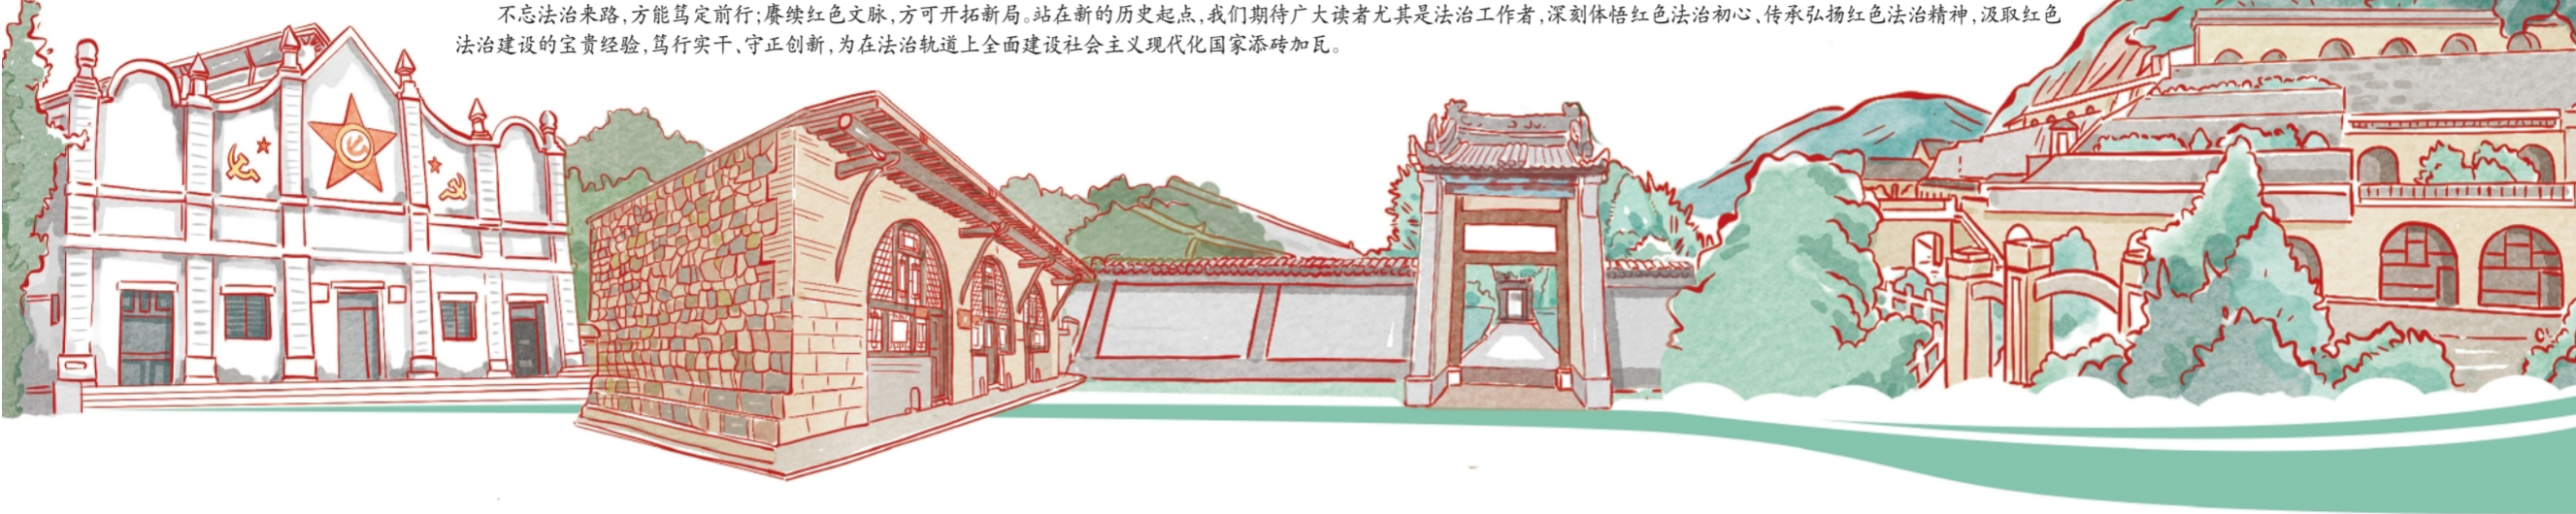 不忘法治来路,方能笃定前行;赓续红色文脉,方可开拓新局。站在新的历史起点,我们期待广大读者尤其是法治工作者,深刻体悟红色法治初心、传承弘扬红色法治精神,汲取红色
法治建设的宝贵经验,笃行实干、守正创新,为在法治轨道上全面建设社会主义现代化国家添砖加瓦。